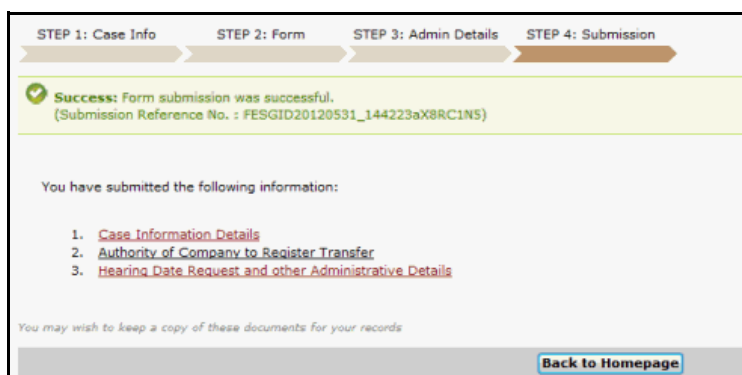 STEP 1: Case Info STEP 2: Form STEP 3: Admin Details STEP 4: Submission
Success: Form submission was successful.
(Submission Reference No. : FESGID20120531_144223aX8RC1N5)
You have submitted the following information:
1. Case Information Details
2. Authority of Company to Register Transfer
3. Hearing Date Request and other Administrative Details
You may wish to keep a copy of these documents for your records
Back to Homepage